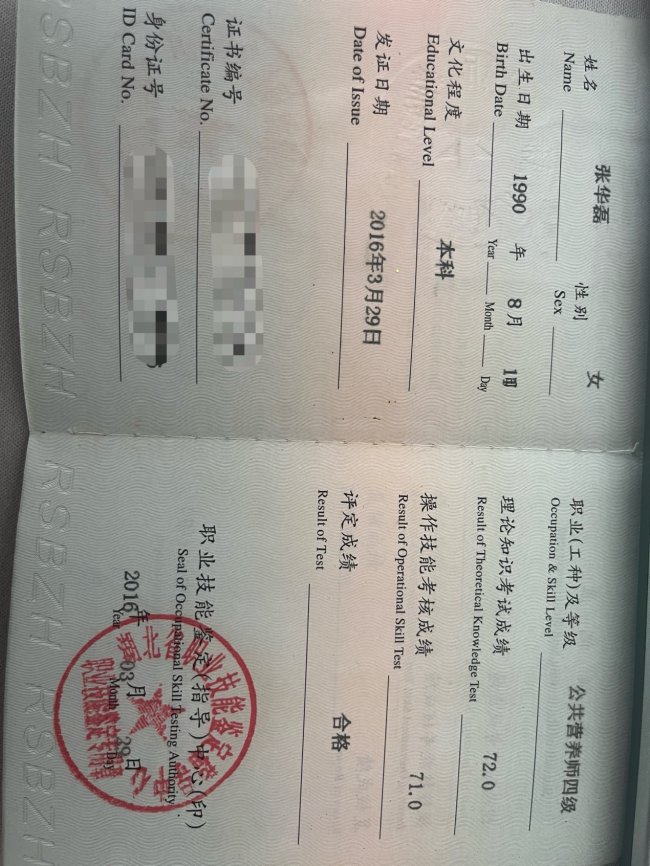 姓名 张华磊 性别 女
Name Sex
出生日期 1990 年 8 月 日
Birth Date Year Month Day
文化程度 本科
Educational Level
发证日期 2016年3月29日
Date of Issue
证书编号
Certificate No.
身份证号
ID Card No.
RSBZH RSBZH
职业(工种)及等级 公共营养师四级
Occupation & Skill Level
理论知识考试成绩 72.0
Result of Theoretical Knowledge Test
操作技能考核成绩 71.0
Result of Operational Skill Test
评定成绩 合格
Result of Test
职业技能鉴定(指导)中心(印)
Seal of Occupational Skill Testing Authority
2016 年 03 月 29 日
Year Month Day
RSBZH RSBZH RSBZH